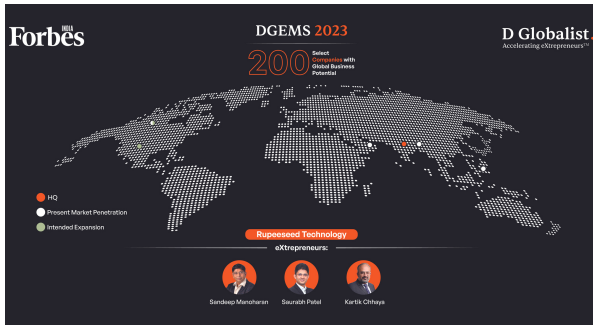 Forbes
INDIA
DGEMS 2023
200
Select
Companies with
Global Business
Potential
D Globalist.
Accelerating eXtrepreneurs™
HQ
Present Market Penetration
Intended Expansion
Rupeeseed Technology
eXtrepreneurs:
Sandeep Manoharan
Saurabh Patel
Kartik Chhaya